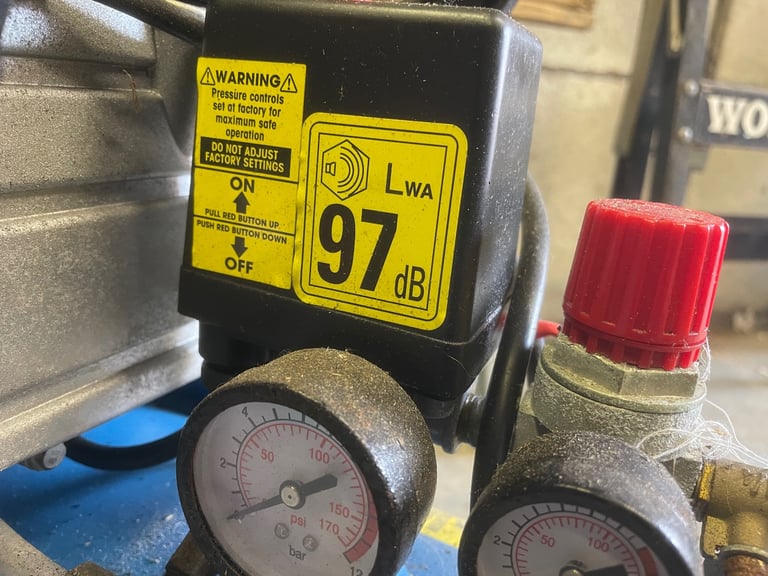 WARNING
Pressure controls
set at factory for
maximum safe
operation
DO NOT ADJUST
FACTORY SETTINGS
ON
PULL RED BUTTON UP
PUSH RED BUTTON DOWN
OFF
LWA
97 dB
WO
4
2
50
100
150
170
psi
bar
12
2
50
100